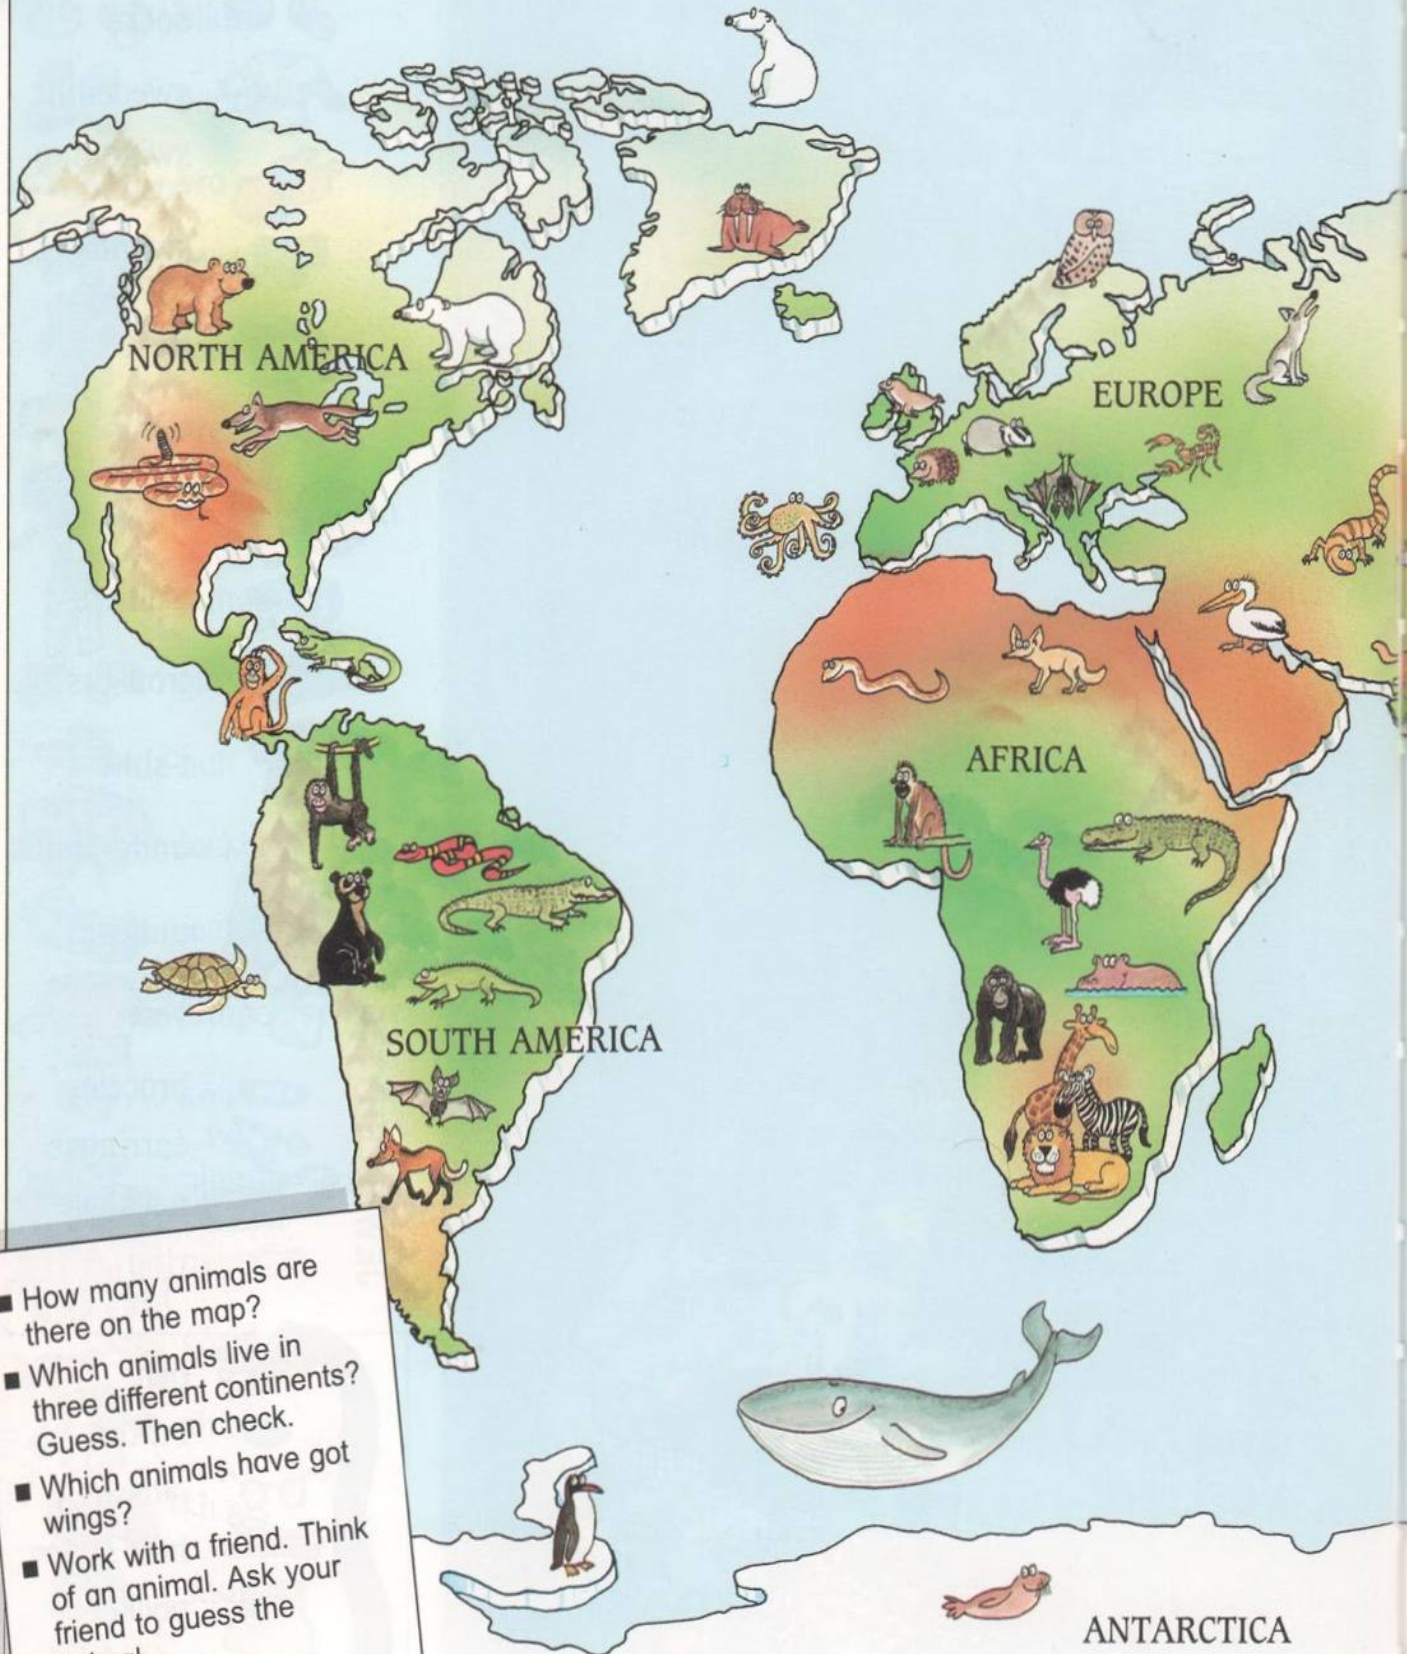 NORTH AMERICA
EUROPE
AFRICA
SOUTH AMERICA
■ How many animals are
there on the map?
■ Which animals live in
three different continents?
Guess. Then check.
■ Which animals have got
wings?
■ Work with a friend. Think
of an animal. Ask your
friend to guess the
ANTARCTICA